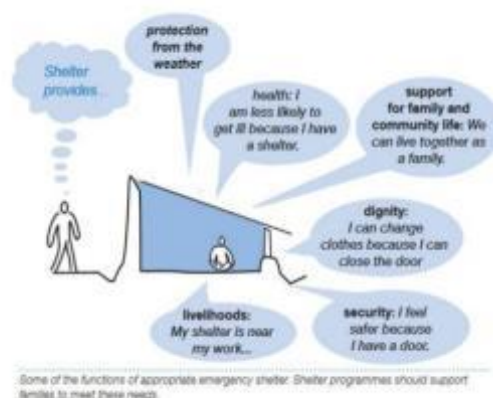 Shelter
provides...
protection
from the
weather
health: I
am less likely to
get ill because I have
a shelter.
support
for family and
community life: We
can live together as
a family.
dignity:
I can change
clothes because I can
close the door
security: I feel
safer because
I have a door.
livelihoods:
My shelter is near
my work...
Some of the functions of appropriate emergency shelter. Shelter programmes should support
families to meet these needs.